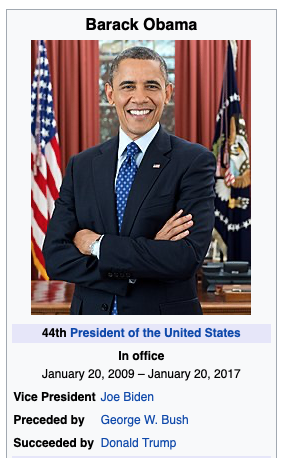 Barack Obama
44th President of the United States
In office
January 20, 2009 – January 20, 2017
Vice President Joe Biden
Preceded by George W. Bush
Succeeded by Donald Trump